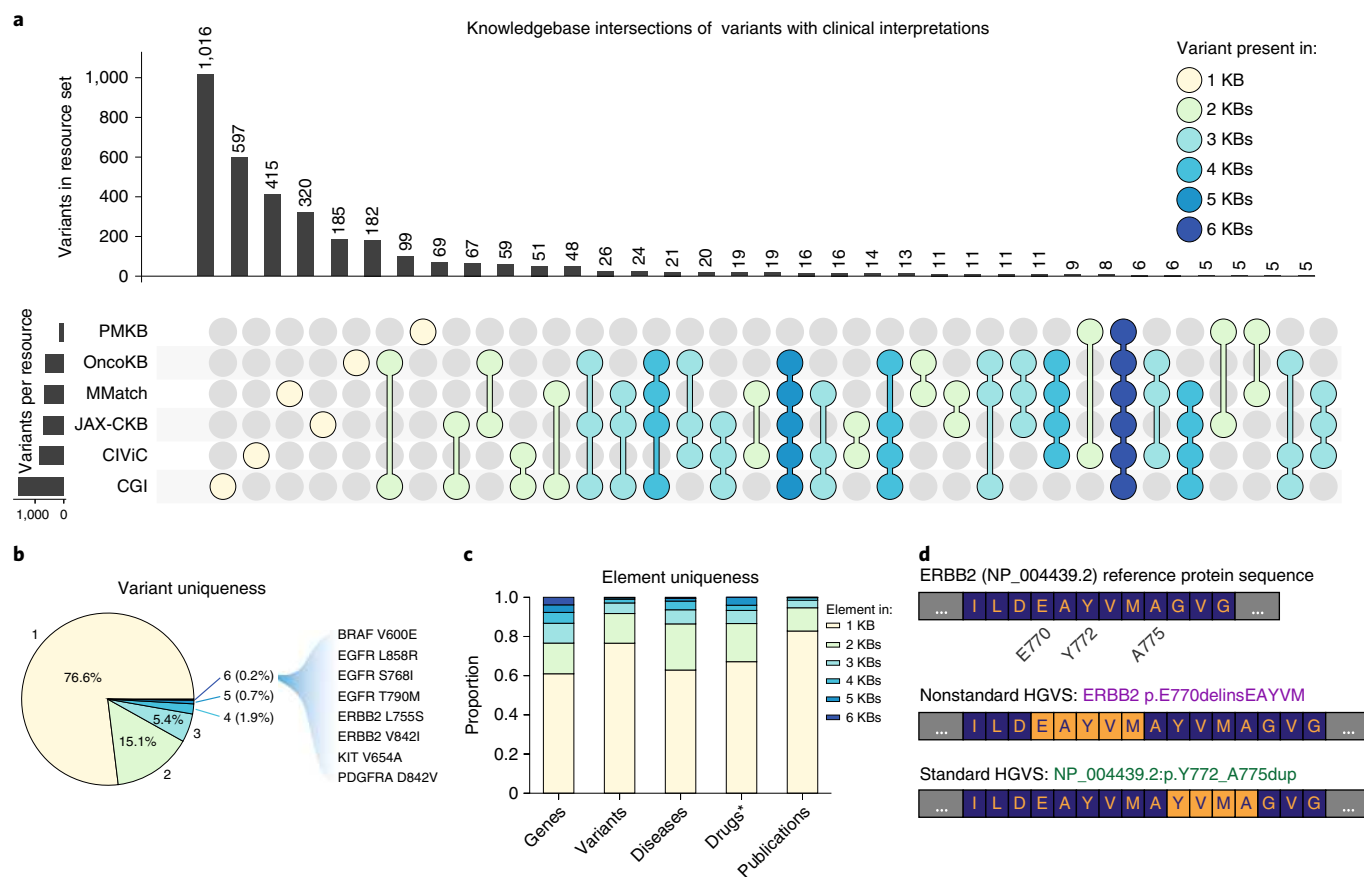 a
Knowledgebase intersections of variants with clinical interpretations
Variant present in:
1 KB
2 KBs
3 KBs
4 KBs
5 KBs
6 KBs
Variants in resource set
1,000
800
600
400
200
0
1,016
597
415
320
185
182
99
69
67
59
51
48
26
24
21
20
19
19
16
16
14
13
11
11
11
11
9
8
6
6
5
5
5
5
Variants per resource
PMKB
OncoKB
MMatch
JAX-CKB
CIViC
CGI
1,000 0
b
Variant uniqueness
1
76.6%
15.1%
2
5.4%
3
6 (0.2%)
5 (0.7%)
4 (1.9%)
BRAF V600E
EGFR L858R
EGFR S768I
EGFR T790M
ERBB2 L755S
ERBB2 V842I
KIT V654A
PDGFRA D842V
c
Element uniqueness
Proportion
1.0
0.8
0.6
0.4
0.2
0
Genes
Variants
Diseases
Drugs*
Publications
Element in:
1 KB
2 KBs
3 KBs
4 KBs
5 KBs
6 KBs
d
ERBB2 (NP_004439.2) reference protein sequence
... I L D E A Y V M A G V G ...
E770
Y772
A775
Nonstandard HGVS: ERBB2 p.E770delinsEAYVM
... I L D E A Y V M A Y V M A G V G ...
Standard HGVS: NP_004439.2:p.Y772_A775dup
... I L D E A Y V M A Y V M A G V G ...